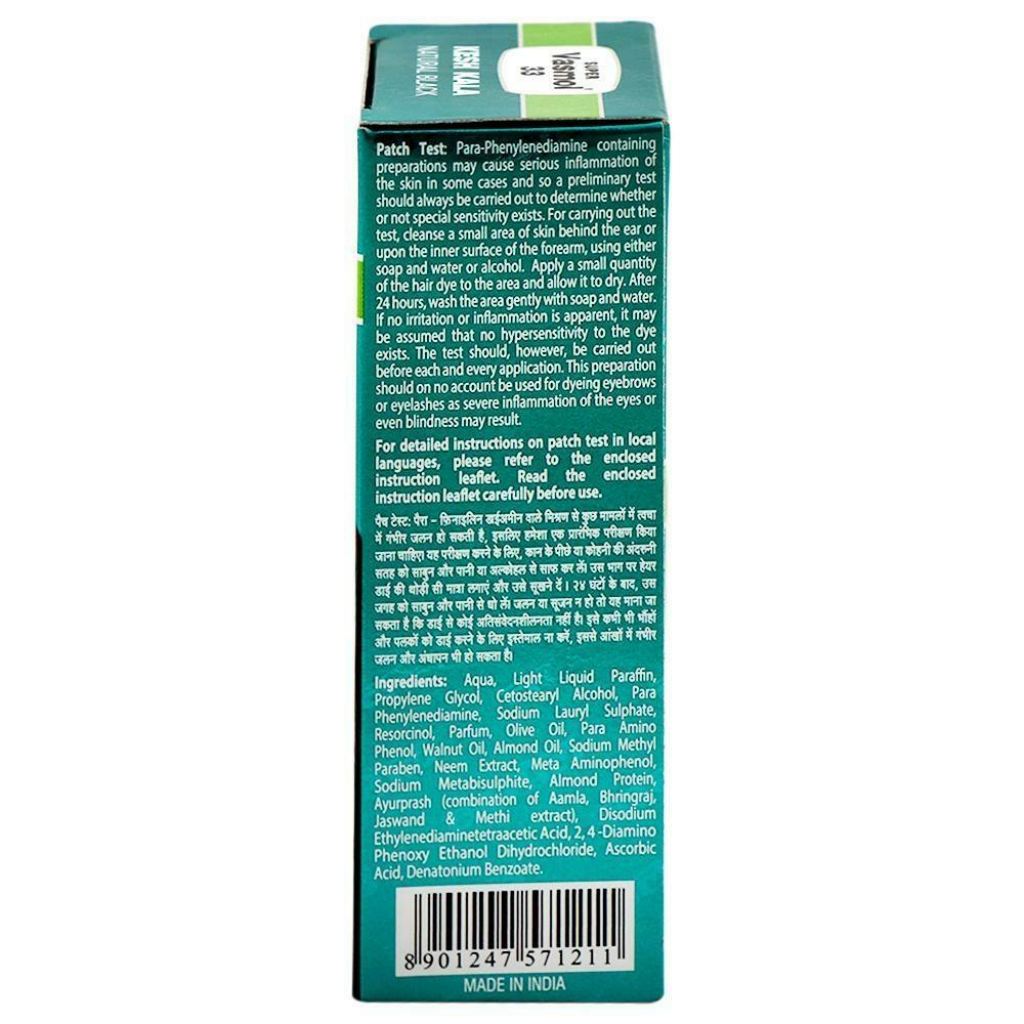 SUPER
Vasmol
33
KESH KALA
NATURAL BLACK
Patch Test: Para-Phenylenediamine containing
preparations may cause serious inflammation of
the skin in some cases and so a preliminary test
should always be carried out to determine whether
or not special sensitivity exists. For carrying out the
test, cleanse a small area of skin behind the ear or
upon the inner surface of the forearm, using either
soap and water or alcohol. Apply a small quantity
of the hair dye to the area and allow it to dry. After
24 hours, wash the area gently with soap and water.
If no irritation or inflammation is apparent, it may
be assumed that no hypersensitivity to the dye
exists. The test should, however, be carried out
before each and every application. This preparation
should on no account be used for dyeing eyebrows
or eyelashes as severe inflammation of the eyes or
even blindness may result.
For detailed instructions on patch test in local
languages, please refer to the enclosed
instruction leaflet. Read the enclosed
instruction leaflet carefully before use.
पैच टेस्ट: पैरा – फ़िनाइलिन डाईअमीन वाले मिश्रण से कुछ मामलों में त्वचा
में गंभीर जलन हो सकती है, इसलिए हमेशा एक प्रारंभिक परीक्षण किया
जाना चाहिए। यह परीक्षण करने के लिए, कान के पीछे या कोहनी की अंदरूनी
सतह को साबुन और पानी या अल्कोहल से साफ कर लें। उस भाग पर हेयर
डाई की थोड़ी सी मात्रा लगाएं और उसे सूखने दें। २४ घंटों के बाद, उस
जगह को साबुन और पानी से धो लें। जलन या सूजन न हो तो यह माना जा
सकता है कि डाई से कोई अतिसंवेदनशीलनता नहीं है। इसे कभी भी भौंहों
और पलकों को डाई करने के लिए इस्तेमाल ना करें, इससे आंखों में गंभीर
जलन और अंधापन भी हो सकता है।
Ingredients: Aqua, Light Liquid Paraffin,
Propylene Glycol, Cetostearyl Alcohol, Para
Phenylenediamine, Sodium Lauryl Sulphate,
Resorcinol, Parfum, Olive Oil, Para Amino
Phenol, Walnut Oil, Almond Oil, Sodium Methyl
Paraben, Neem Extract, Meta Aminophenol,
Sodium Metabisulphite, Almond Protein,
Ayurprash (combination of Aamla, Bhringraj,
Jaswand & Methi extract), Disodium
Ethylenediaminetetraacetic Acid, 2, 4 -Diamino
Phenoxy Ethanol Dihydrochloride, Ascorbic
Acid, Denatonium Benzoate.
8 901247 571211
MADE IN INDIA